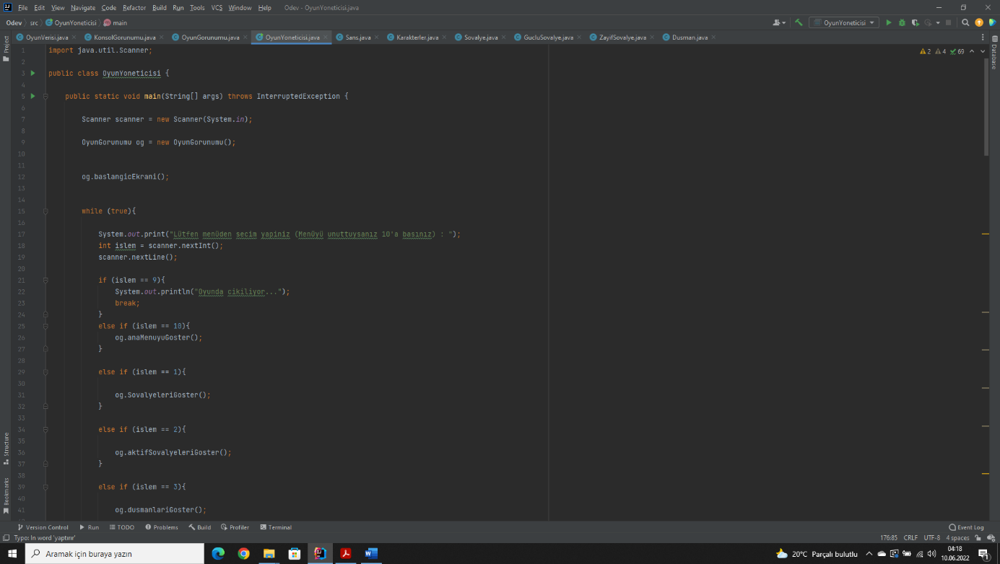 File Edit View Navigate Code Refactor Build Run Tools VCS Window Help Odev - OyunYoneticisi.java
Odev src OyunYoneticisi main OyunYoneticisi
OyunVerisi.java KonsolGorunumu.java OyunGorunumu.java OyunYoneticisi.java Sans.java Karakterler.java Sovalye.java GucluSovalye.java ZayifSovalye.java Dusman.java
Project
Database
2 4 69
1 import java.util.Scanner;
2
3 public class OyunYoneticisi {
4
5 public static void main(String[] args) throws InterruptedException {
6
7 Scanner scanner = new Scanner(System.in);
8
9 OyunGorunumu og = new OyunGorunumu();
10
11
12 og.baslangicEkrani();
13
14
15 while (true){
16
17 System.out.print("Lütfen menüden secim yapiniz (Menüyü unuttuysanız 10'a basınız) : ");
18 int islem = scanner.nextInt();
19 scanner.nextLine();
20
21 if (islem == 9){
22 System.out.println("Oyunda cikiliyor...");
23 break;
24 }
25 else if (islem == 10){
26 og.anaMenuyuGoster();
27 }
28
29 else if (islem == 1){
30
31 og.SovalyeleriGoster();
32 }
33
34 else if (islem == 2){
35
36 og.aktifSovalyeleriGoster();
37 }
38
39 else if (islem == 3){
40
41 og.dusmanlariGoster();
Structure
Bookmarks
Version Control Run TODO Problems Build Profiler Terminal Event Log
Typo: In word 'yaptırır' 176:85 CRLF UTF-8 4 spaces
Aramak için buraya yazın
20°C Parçalı bulutlu
04:18
10.06.2022
1